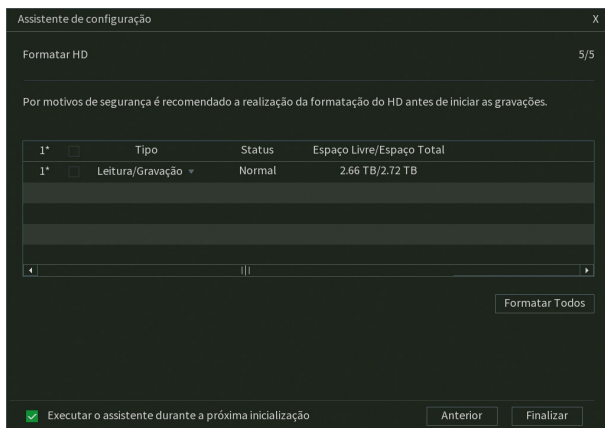 Assistente de configuração X
Formatar HD 5/5
Por motivos de segurança é recomendado a realização da formatação do HD antes de iniciar as gravações.
1* Tipo Status Espaço Livre/Espaço Total
1* Leitura/Gravação Normal 2.66 TB/2.72 TB
Formatar Todos
Executar o assistente durante a próxima inicialização Anterior Finalizar